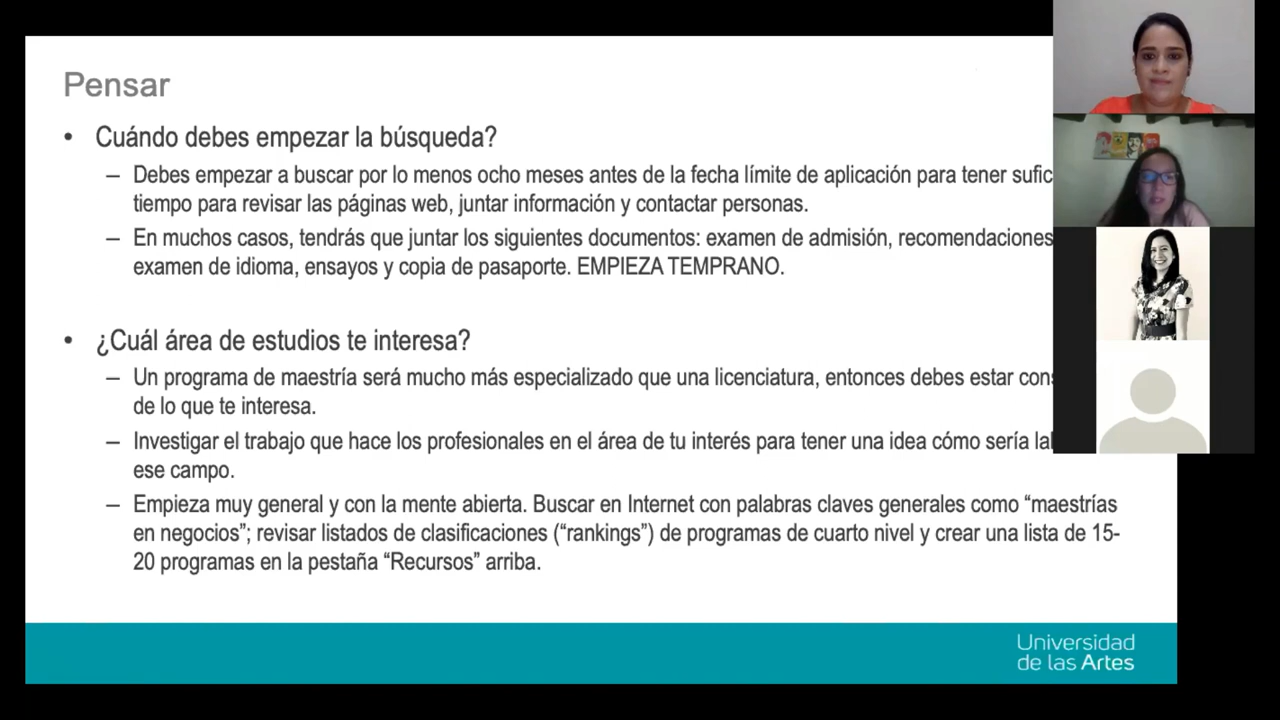 Pensar
• Cuándo debes empezar la búsqueda?
– Debes empezar a buscar por lo menos ocho meses antes de la fecha límite de aplicación para tener
tiempo para revisar las páginas web, juntar información y contactar personas.
– En muchos casos, tendrás que juntar los siguientes documentos: examen de admisión, recomendaciones
examen de idioma, ensayos y copia de pasaporte. EMPIEZA TEMPRANO.
• ¿Cuál área de estudios te interesa?
– Un programa de maestría será mucho más especializado que una licenciatura, entonces debes estar
de lo que te interesa.
– Investigar el trabajo que hace los profesionales en el área de tu interés para tener una idea cómo sería
ese campo.
– Empieza muy general y con la mente abierta. Buscar en Internet con palabras claves generales como “maestrías
en negocios”; revisar listados de clasificaciones (“rankings”) de programas de cuarto nivel y crear una lista de 15-
20 programas en la pestaña “Recursos” arriba.
Universidad
de las Artes